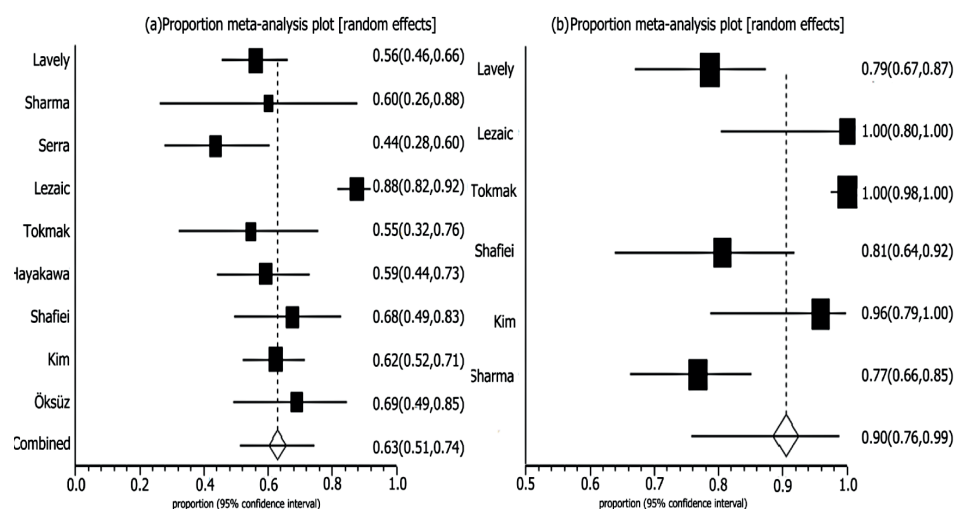 (a)Proportion meta-analysis plot [random effects]
Lavely 0.56(0.46,0.66)
Sharma 0.60(0.26,0.88)
Serra 0.44(0.28,0.60)
Lezaic 0.88(0.82,0.92)
Tokmak 0.55(0.32,0.76)
Hayakawa 0.59(0.44,0.73)
Shafiei 0.68(0.49,0.83)
Kim 0.62(0.52,0.71)
Öksüz 0.69(0.49,0.85)
Combined 0.63(0.51,0.74)
0.0 0.2 0.4 0.6 0.8 1.0
proportion (95% confidence interval)
(b)Proportion meta-analysis plot [random effects]
Lavely 0.79(0.67,0.87)
Lezaic 1.00(0.80,1.00)
Tokmak 1.00(0.98,1.00)
Shafiei 0.81(0.64,0.92)
Kim 0.96(0.79,1.00)
Sharma 0.77(0.66,0.85)
0.90(0.76,0.99)
0.5 0.6 0.7 0.8 0.9 1.0
proportion (95% confidence interval)